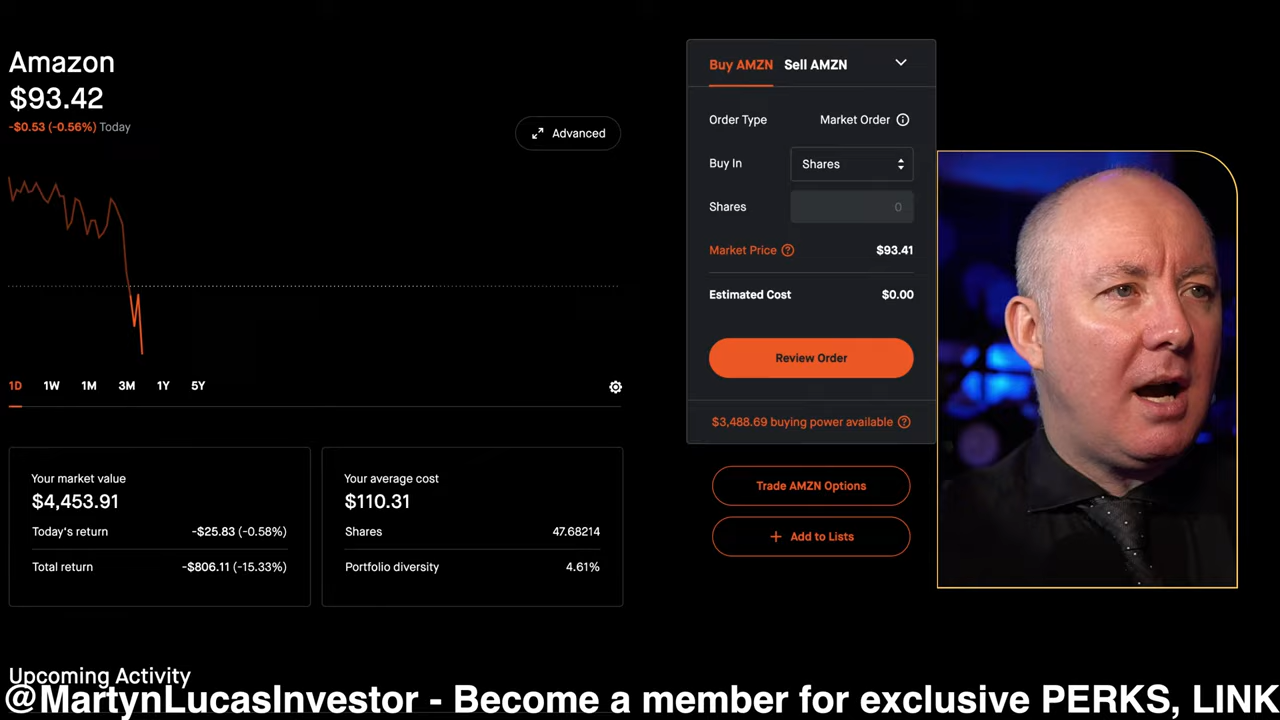 Amazon
$93.42
-$0.53 (-0.56%) Today
Advanced
1D 1W 1M 3M 1Y 5Y
Your market value
$4,453.91
Today's return -$25.83 (-0.58%)
Total return -$806.11 (-15.33%)
Your average cost
$110.31
Shares 47.68214
Portfolio diversity 4.61%
Upcoming Activity
Buy AMZN Sell AMZN
Order Type Market Order
Buy In Shares
Shares 0
Market Price $93.41
Estimated Cost $0.00
Review Order
$3,488.69 buying power available
Trade AMZN Options
+ Add to Lists
@MartynLucasInvestor - Become a member for exclusive PERKS, LINK